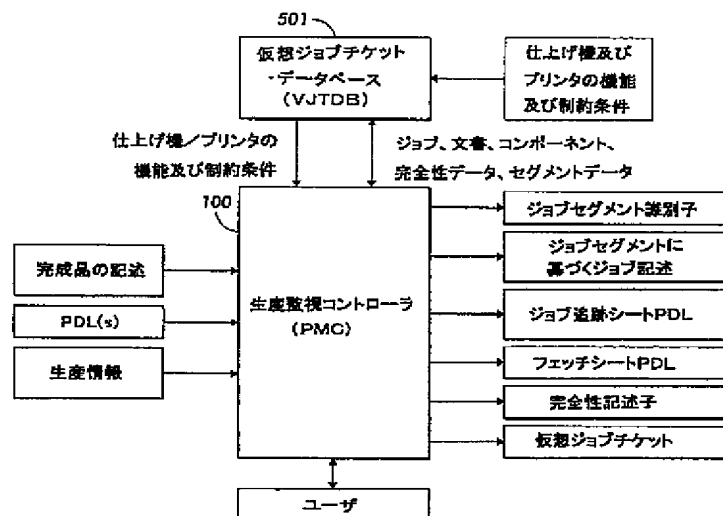 501
仮想ジョブチケット
・データベース
(VJTDB)
仕上げ機及び
プリンタの機能
及び制約条件
仕上げ機／プリンタの
機能及び制約条件
ジョブ、文書、コンポーネント、
完全性データ、セグメントデータ
100
完成品の記述
PDL(s)
生産情報
生産監視コントローラ
(PMC)
ジョブセグメント識別子
ジョブセグメントに
基づくジョブ記述
ジョブ追跡シートPDL
フェッチシートPDL
完全性記述子
仮想ジョブチケット
ユーザ